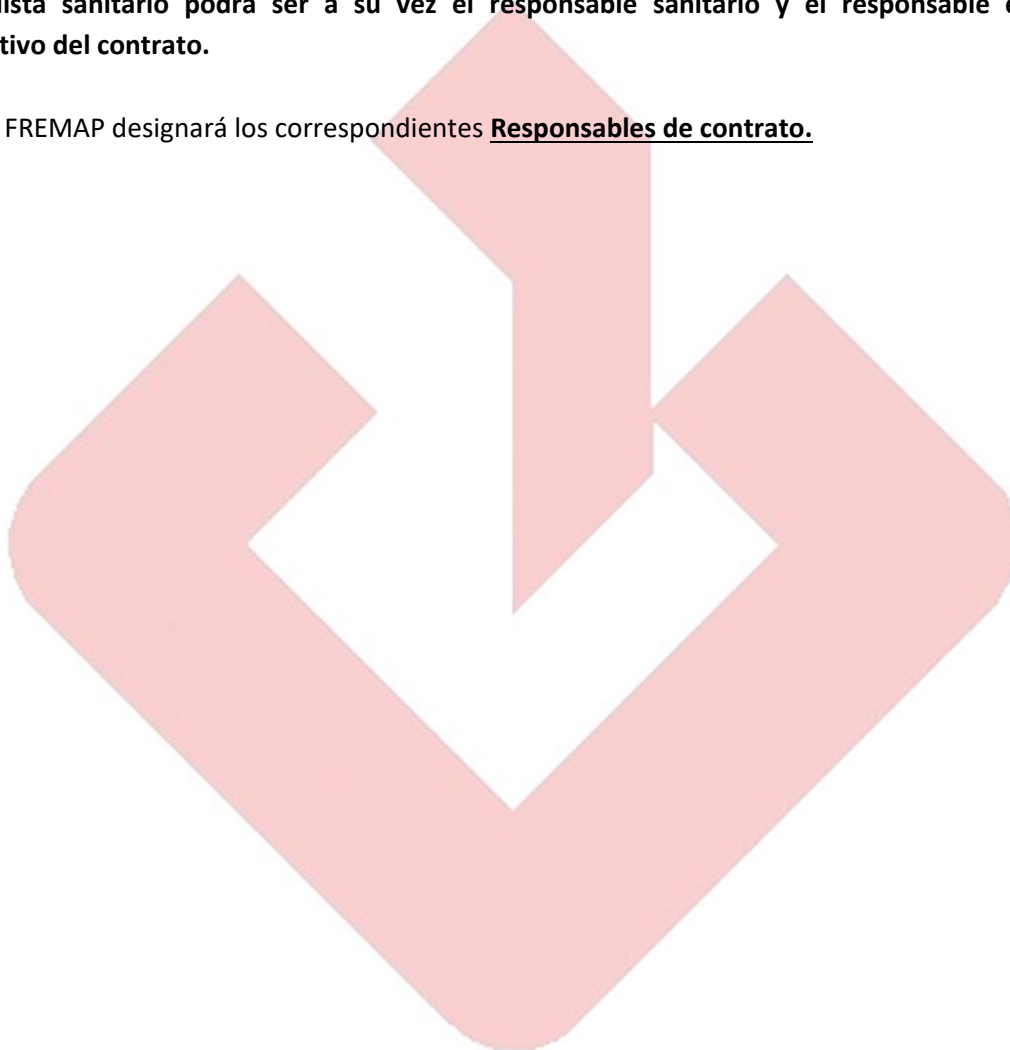 lista sanitario podrá ser a su vez el responsable sanitario y el responsable e
tivo del contrato.
FREMAP designará los correspondientes Responsables de contrato.